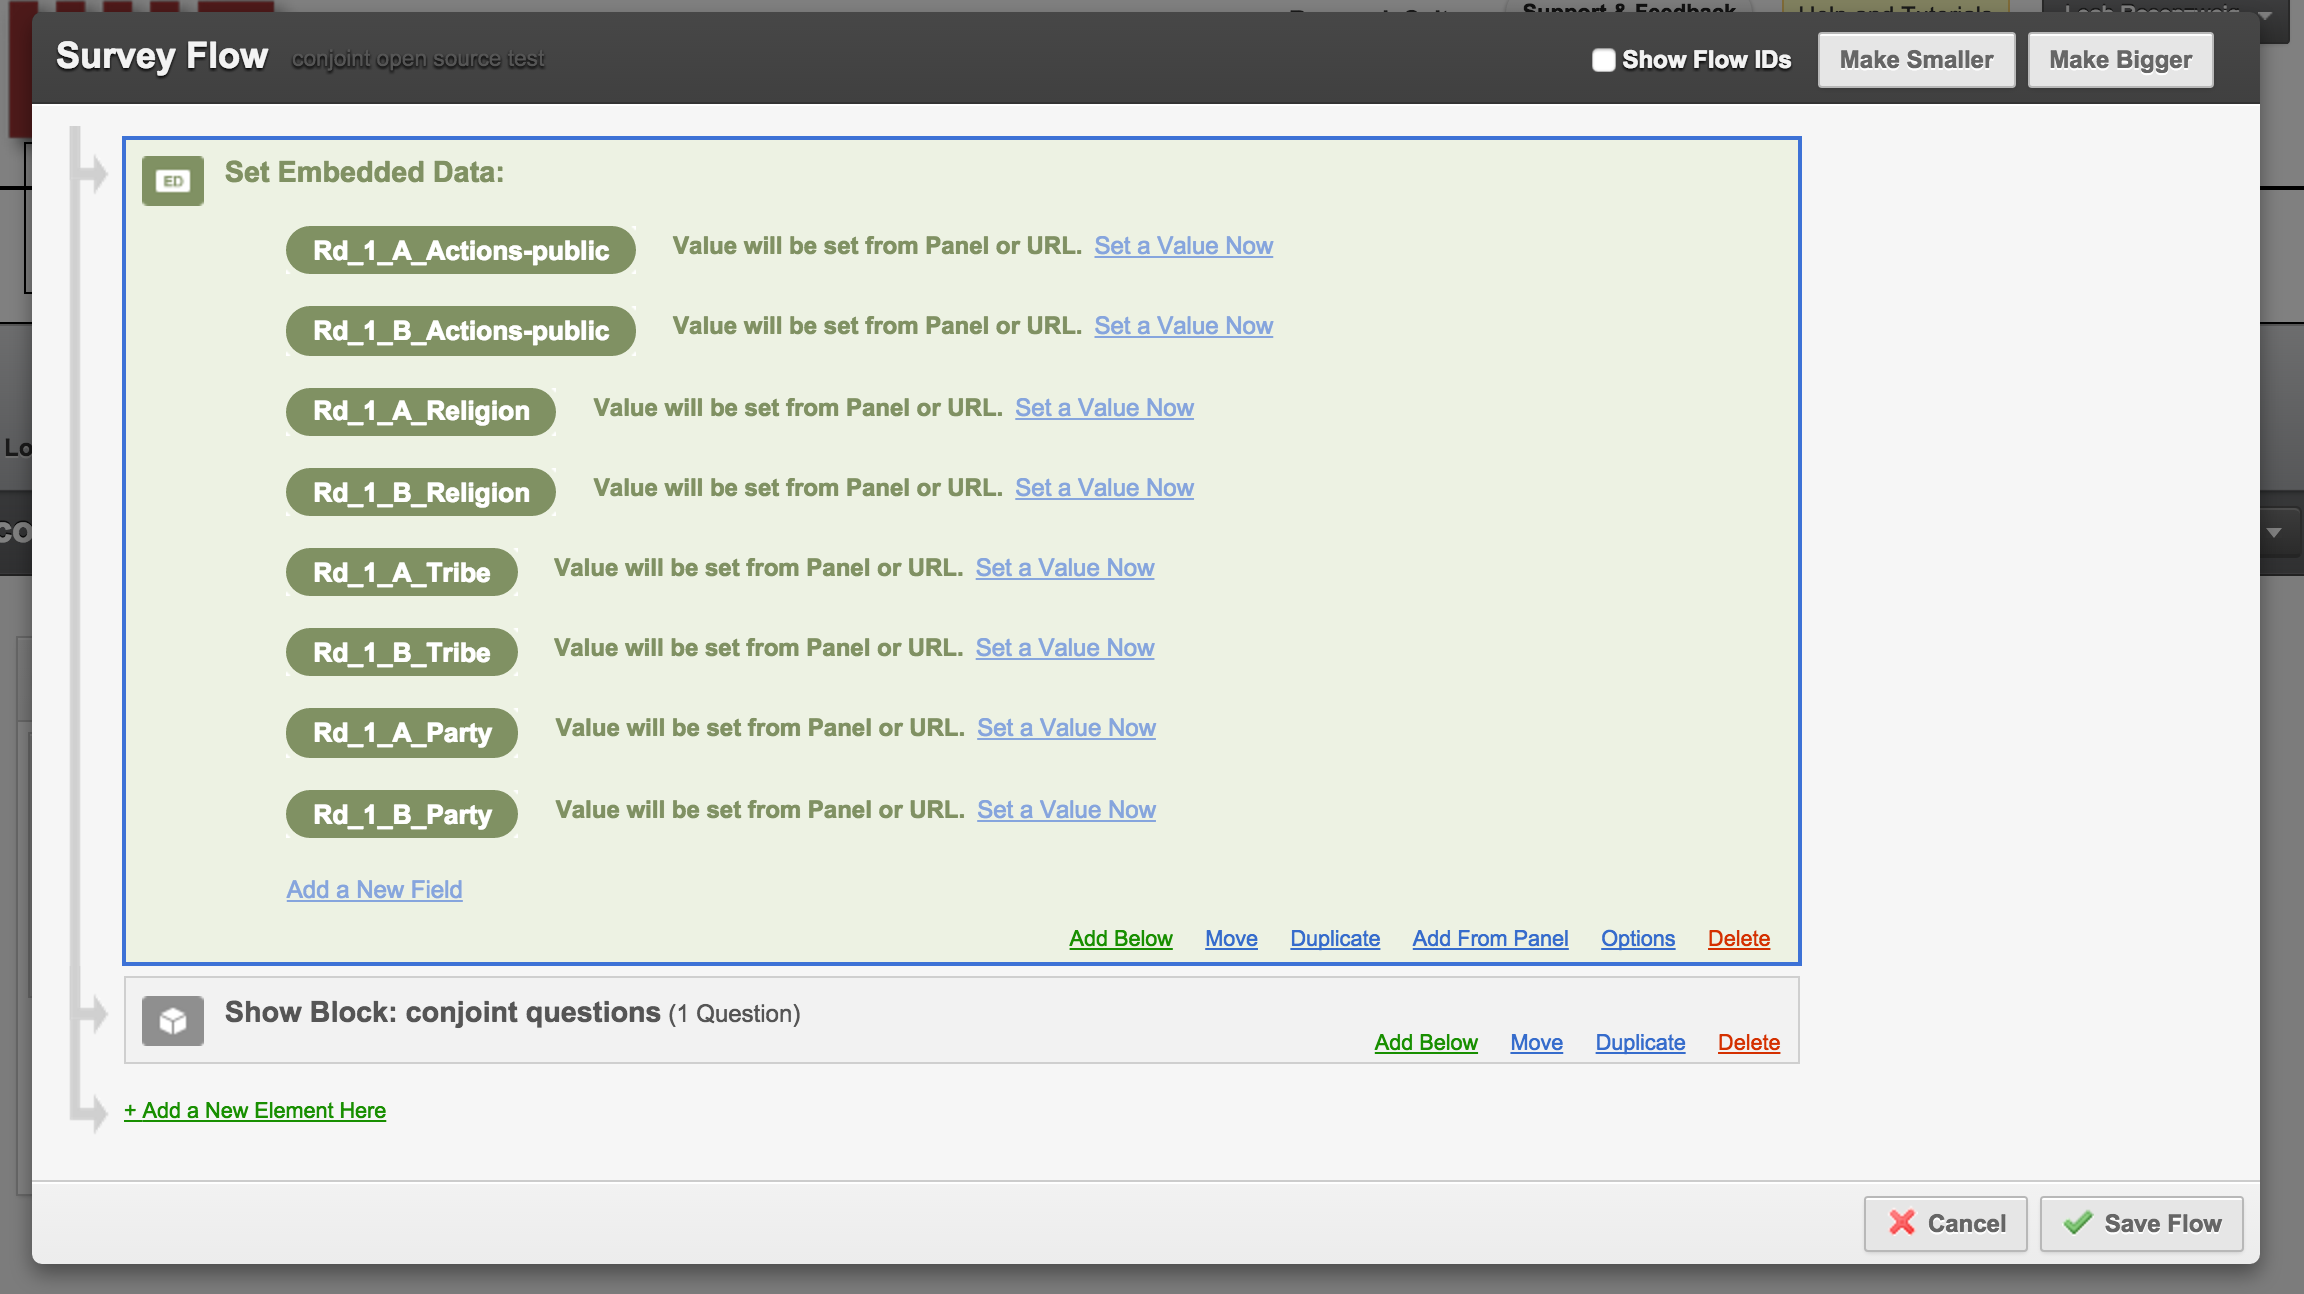 Support & Feedback
Help and Tutorials
Survey Flow conjoint open source test Show Flow IDs Make Smaller Make Bigger
ED Set Embedded Data:
Rd_1_A_Actions-public Value will be set from Panel or URL. Set a Value Now
Rd_1_B_Actions-public Value will be set from Panel or URL. Set a Value Now
Rd_1_A_Religion Value will be set from Panel or URL. Set a Value Now
Lo
Rd_1_B_Religion Value will be set from Panel or URL. Set a Value Now
co
Rd_1_A_Tribe Value will be set from Panel or URL. Set a Value Now
Rd_1_B_Tribe Value will be set from Panel or URL. Set a Value Now
Rd_1_A_Party Value will be set from Panel or URL. Set a Value Now
Rd_1_B_Party Value will be set from Panel or URL. Set a Value Now
Add a New Field
Add Below Move Duplicate Add From Panel Options Delete
Show Block: conjoint questions (1 Question)
Add Below Move Duplicate Delete
+ Add a New Element Here
Cancel Save Flow